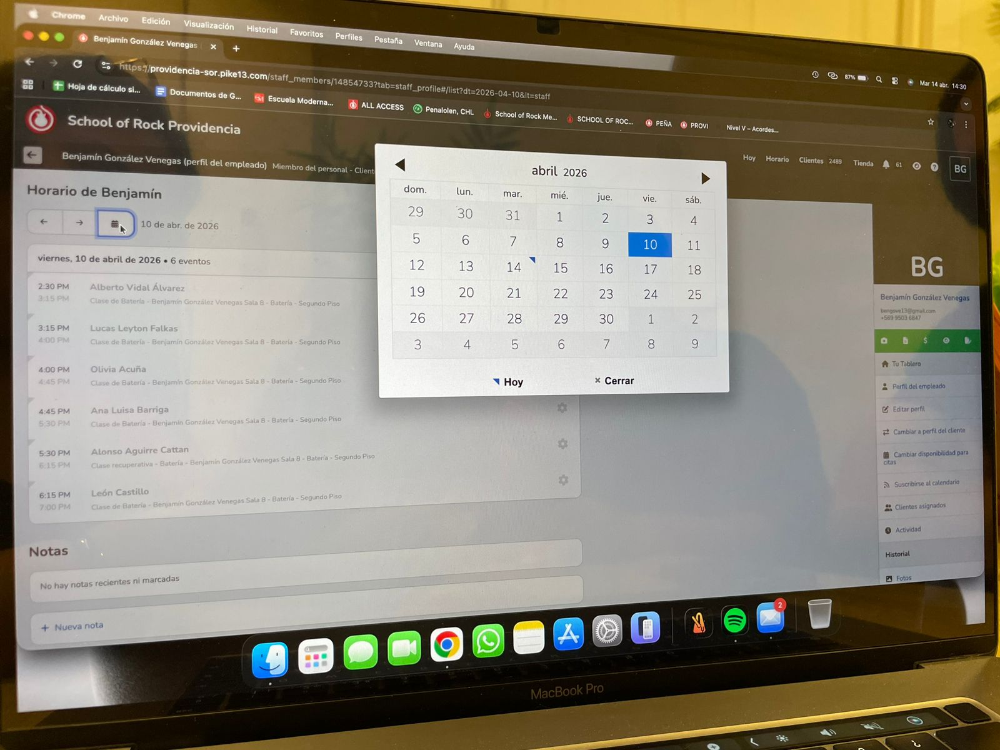 Chrome Archivo Edición Visualización Historial Favoritos Perfiles Pestaña Ventana Ayuda
87% Mar 14 abr. 14:30
Benjamín González Venegas
https://providencia-sor.pike13.com/staff_members/14854733?tab=staff_profile#/list?dt=2026-04-10&lt=staff
Hoja de cálculo si... Documentos de G... Escuela Moderna... ALL ACCESS Penalolen, CHL School of Rock Me... SCHOOL OF ROC... PEÑA PROVI Nivel V – Acordes...
School of Rock Providencia
Hoy Horario Clientes 2489 Tienda 61 BG
Benjamín González Venegas (perfil del empleado) Miembro del personal - Client
Horario de Benjamín
10 de abr. de 2026
viernes, 10 de abril de 2026 • 6 eventos
2:30 PM Alberto Vidal Álvarez
3:15 PM Clase de Batería - Benjamín González Venegas Sala 8 - Batería - Segundo Piso
3:15 PM Lucas Leyton Falkas
4:00 PM Clase de Batería - Benjamín González Venegas Sala 8 - Batería - Segundo Piso
4:00 PM Olivia Acuña
4:45 PM Clase de Batería - Benjamín González Venegas Sala 8 - Batería - Segundo Piso
4:45 PM Ana Luisa Barriga
5:30 PM Clase de Batería - Benjamín González Venegas Sala 8 - Batería - Segundo Piso
5:30 PM Alonso Aguirre Cattan
6:15 PM Clase recuperativa - Batería - Benjamín González Venegas Sala 8 - Batería - Segundo Piso
6:15 PM León Castillo
7:00 PM Clase de Batería - Benjamín González Venegas Sala 8 - Batería - Segundo Piso
Notas
No hay notas recientes ni marcadas
+ Nueva nota
abril 2026
dom. lun. mar. mié. jue. vie. sáb.
29 30 31 1 2 3 4
5 6 7 8 9 10 11
12 13 14 15 16 17 18
19 20 21 22 23 24 25
26 27 28 29 30 1 2
3 4 5 6 7 8 9
Hoy × Cerrar
BG
Benjamín González Venegas
bengove13@gmail.com
+569 9503 6847
Tu Tablero
Perfil del empleado
Editar perfil
Cambiar a perfil del cliente
Cambiar disponibilidad para
citas
Suscribirse al calendario
Clientes asignados
Actividad
Historial
Fotos
2
MacBook Pro